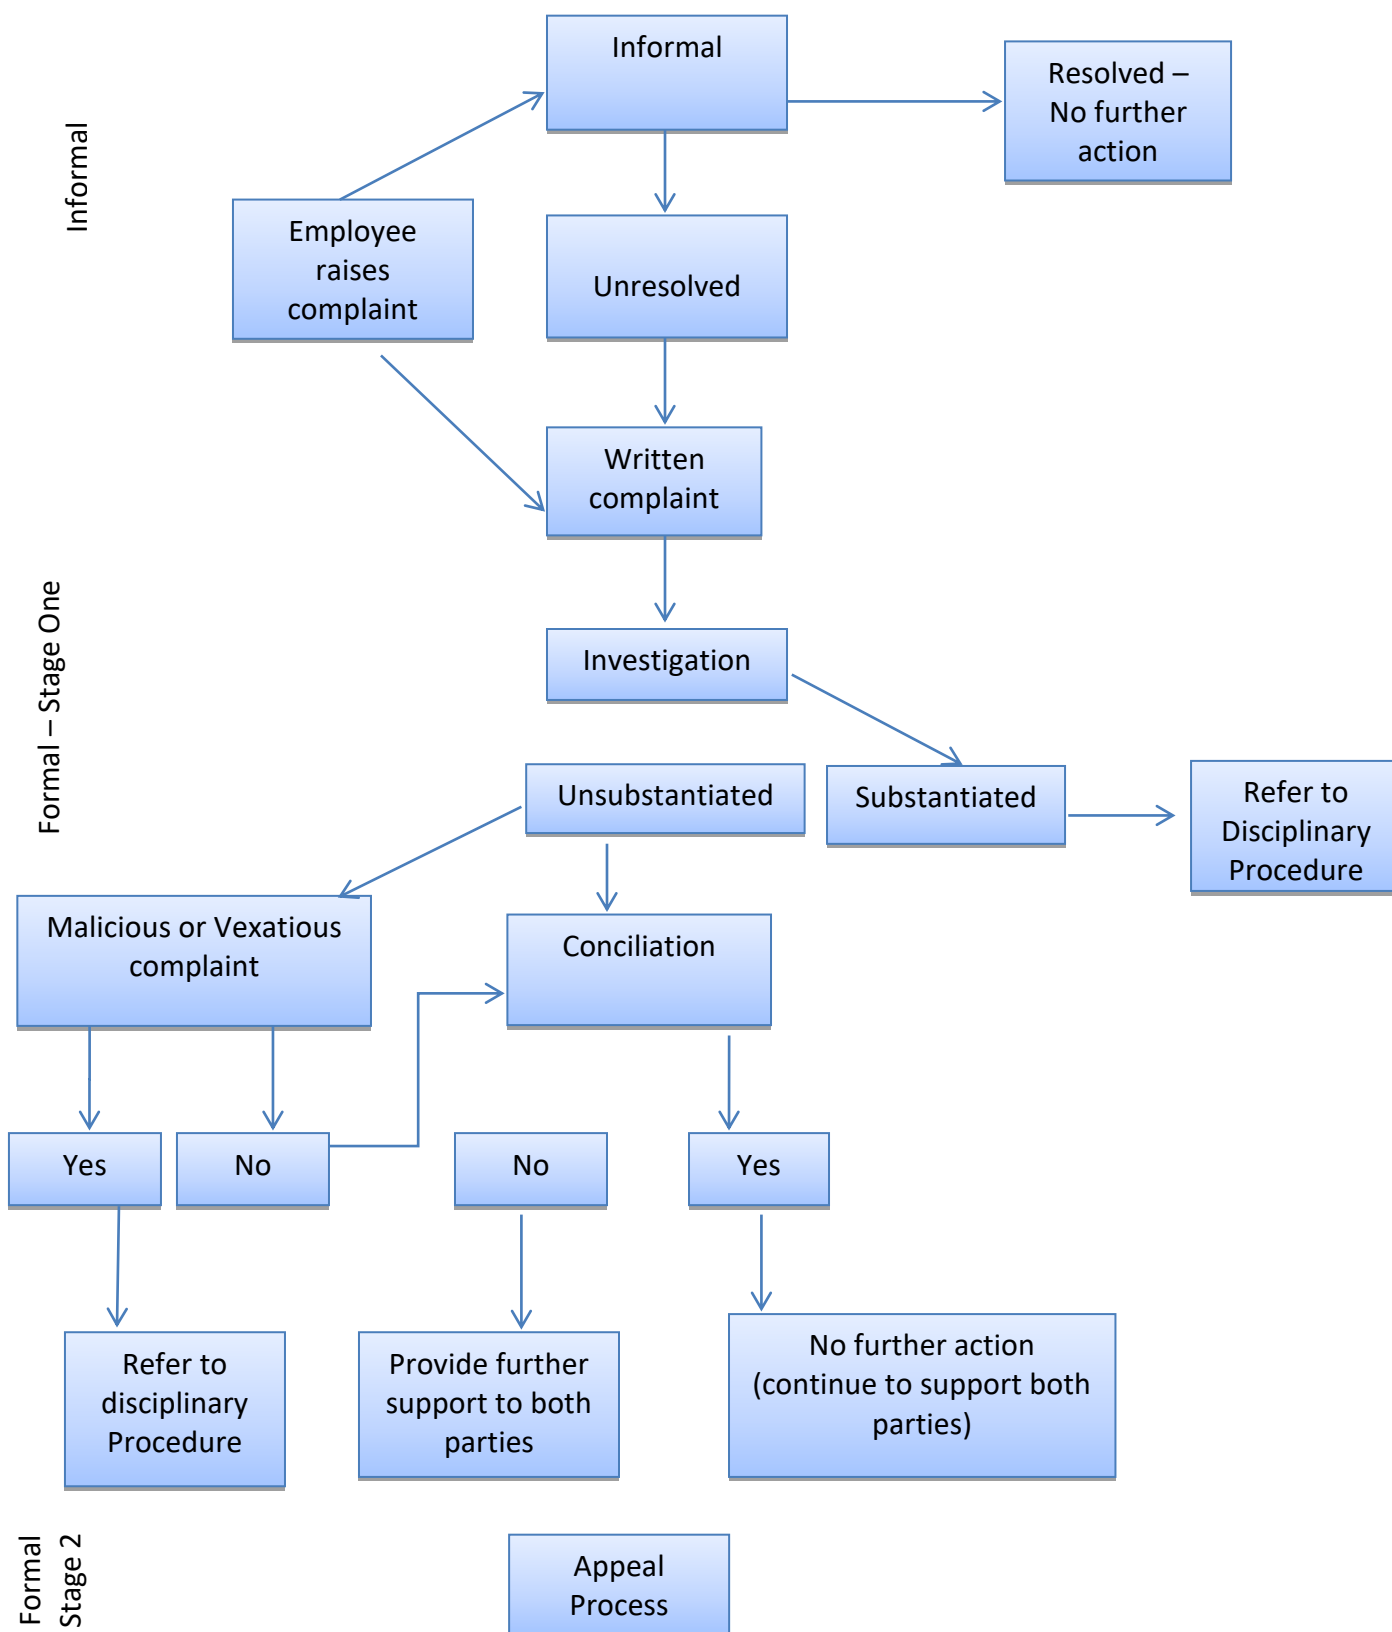 Informal
Informal
Resolved –
No further
action
Employee
raises
complaint
Unresolved
Written
complaint
Formal – Stage One
Investigation
Unsubstantiated
Substantiated
Refer to
Disciplinary
Procedure
Malicious or Vexatious
complaint
Conciliation
Yes
No
No
Yes
Refer to
disciplinary
Procedure
Provide further
support to both
parties
No further action
(continue to support both
parties)
Formal
Stage 2
Appeal
Process